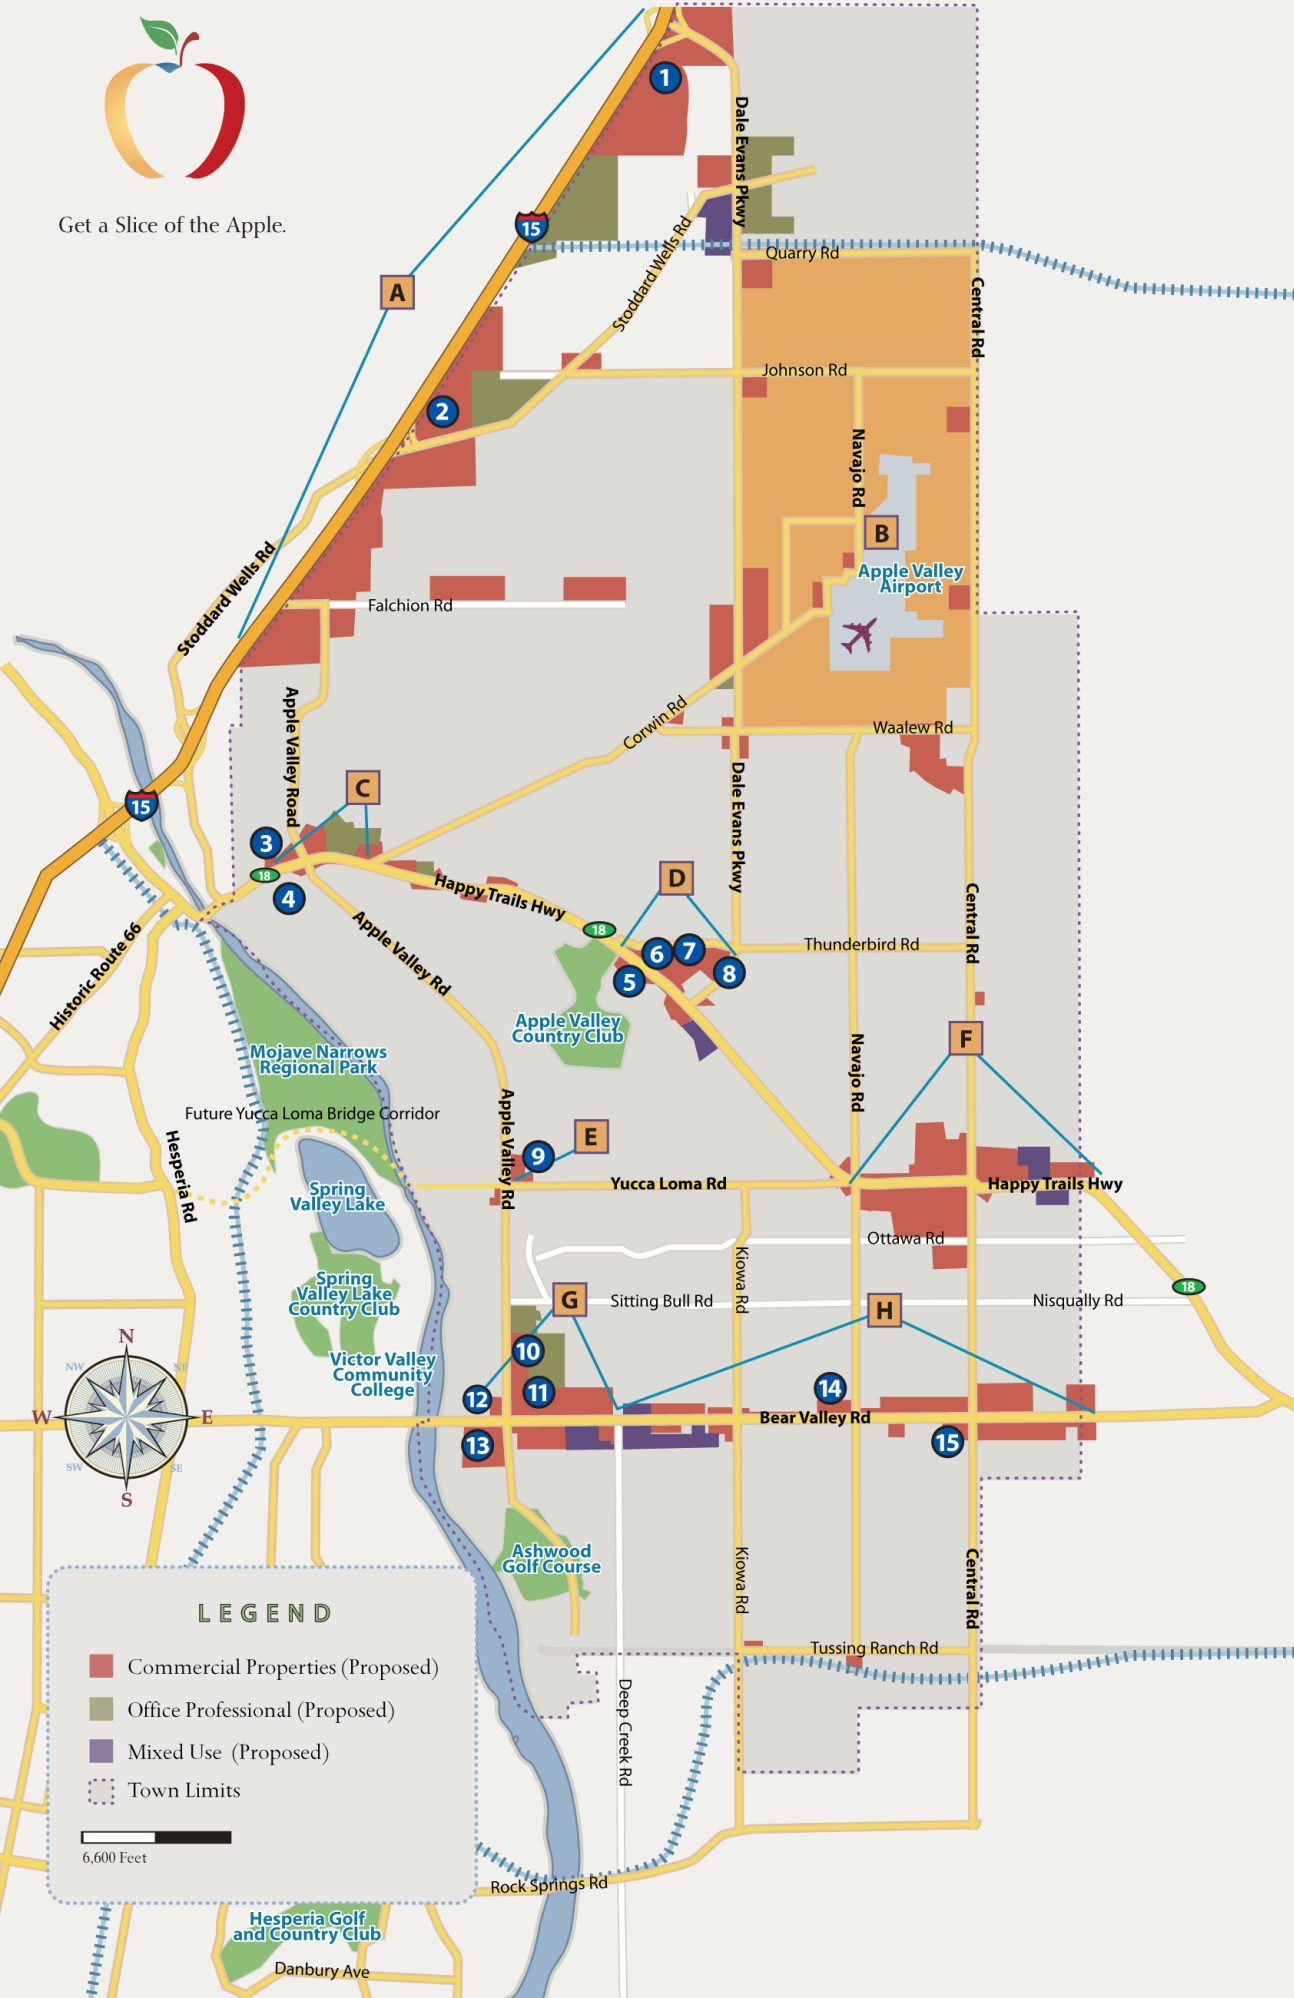 1
Dale Evans Pkwy
Get a Slice of the Apple.
15
Stoddard Wells Rd
Quarry Rd
A
Central Rd
Johnson Rd
2
Navajo Rd
B
Apple Valley
Airport
Stoddard Wells Rd
Falchion Rd
Apple Valley Road
Corwin Rd
Waalew Rd
C
15
Dale Evans Pkwy
3
18
4
D
Happy Trails Hwy
18
Central Rd
Thunderbird Rd
Apple Valley Rd
6
7
5
8
Historic Route 66
Apple Valley
Country Club
F
Mojave Narrows
Regional Park
Navajo Rd
Future Yucca Loma Bridge Corridor
Apple Valley Rd
E
9
Hesperia Rd
Yucca Loma Rd
Happy Trails Hwy
Spring
Valley Lake
Ottawa Rd
Kiowa Rd
Spring
Valley Lake
Country Club
G
Sitting Bull Rd
H
Nisqually Rd
18
Victor Valley
Community
College
10
11
12
13
14
Bear Valley Rd
15
N
NW
NE
W
E
SW
SE
S
Ashwood
Golf Course
Kiowa Rd
Central Rd
LEGEND
Commercial Properties (Proposed)
Office Professional (Proposed)
Mixed Use (Proposed)
Town Limits
6,600 Feet
Tussing Ranch Rd
Deep Creek Rd
Rock Springs Rd
Hesperia Golf
and Country Club
Danbury Ave